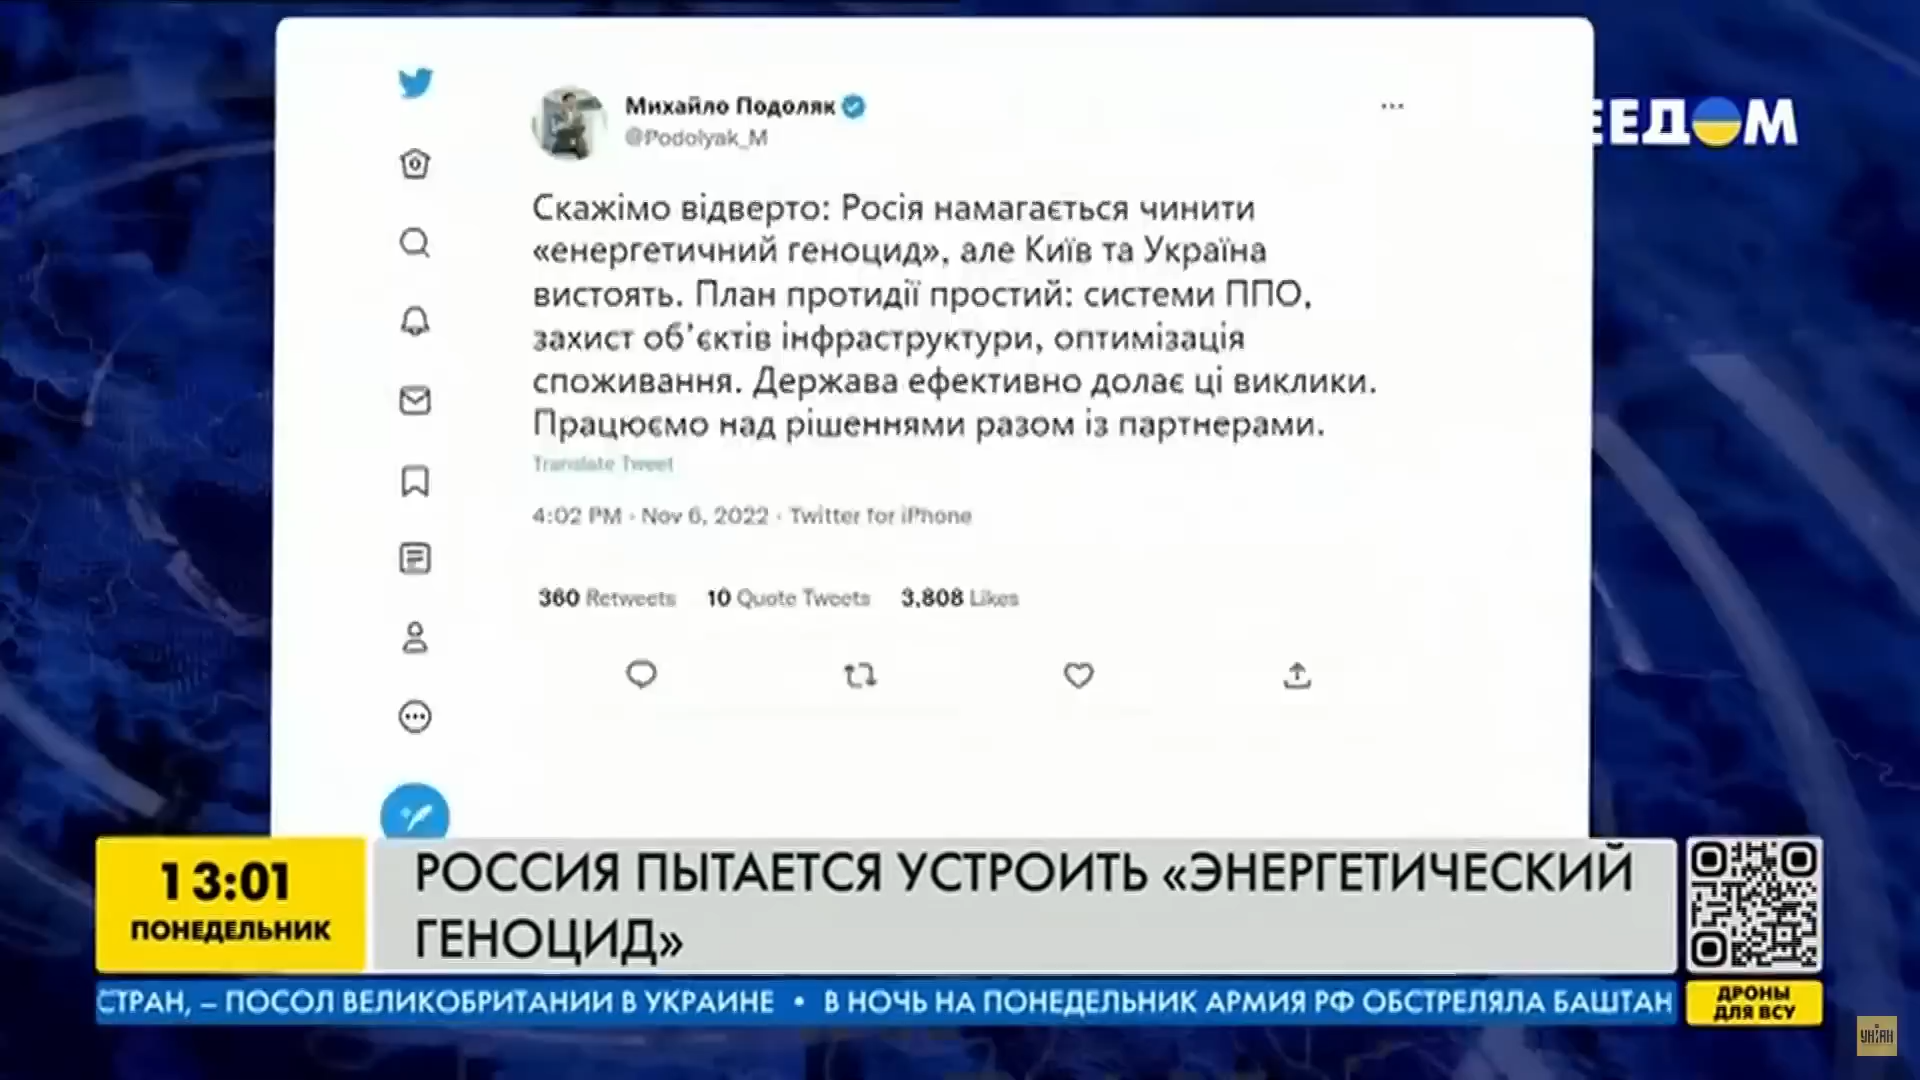 Михайло Подоляк
@Podolyak_M
ЕЕДОМ
Скажімо відверто: Росія намагається чинити
«енергетичний геноцид», але Київ та Україна
вистоять. План протидії простий: системи ППО,
захист об’єктів інфраструктури, оптимізація
споживання. Держава ефективно долає ці виклики.
Працюємо над рішеннями разом із партнерами.
Translate Tweet
4:02 PM · Nov 6, 2022 · Twitter for iPhone
360 Retweets 10 Quote Tweets 3,808 Likes
13:01
ПОНЕДЕЛЬНИК
РОССИЯ ПЫТАЕТСЯ УСТРОИТЬ «ЭНЕРГЕТИЧЕСКИЙ
ГЕНОЦИД»
СТРАН, – ПОСОЛ ВЕЛИКОБРИТАНИИ В УКРАИНЕ • В НОЧЬ НА ПОНЕДЕЛЬНИК АРМИЯ РФ ОБСТРЕЛЯЛА БАШТАН
ДРОНЫ
ДЛЯ ВСУ
УНІАН